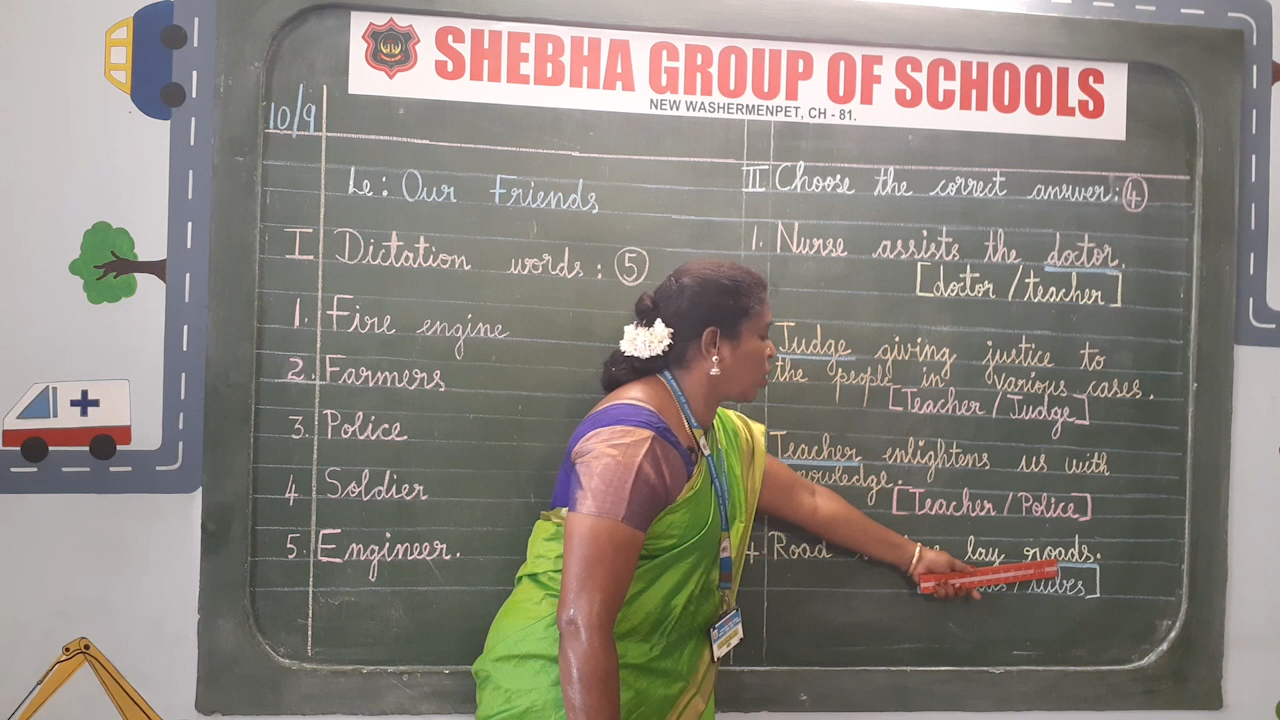 SHEBHA GROUP OF SCHOOLS
NEW WASHERMENPET, CH - 81.
10/9
Le: Our Friends
I Dictation words: 5
1. Fire engine
2. Farmers
3. Police
4 Soldier
5. Engineer.
II Choose the correct answer: 4
1. Nurse assists the doctor.
[doctor / teacher]
Judge giving justice to
the people in various cases.
[Teacher / Judge]
Teacher enlightens us with
[Teacher / Police]
4. Road lay roads.